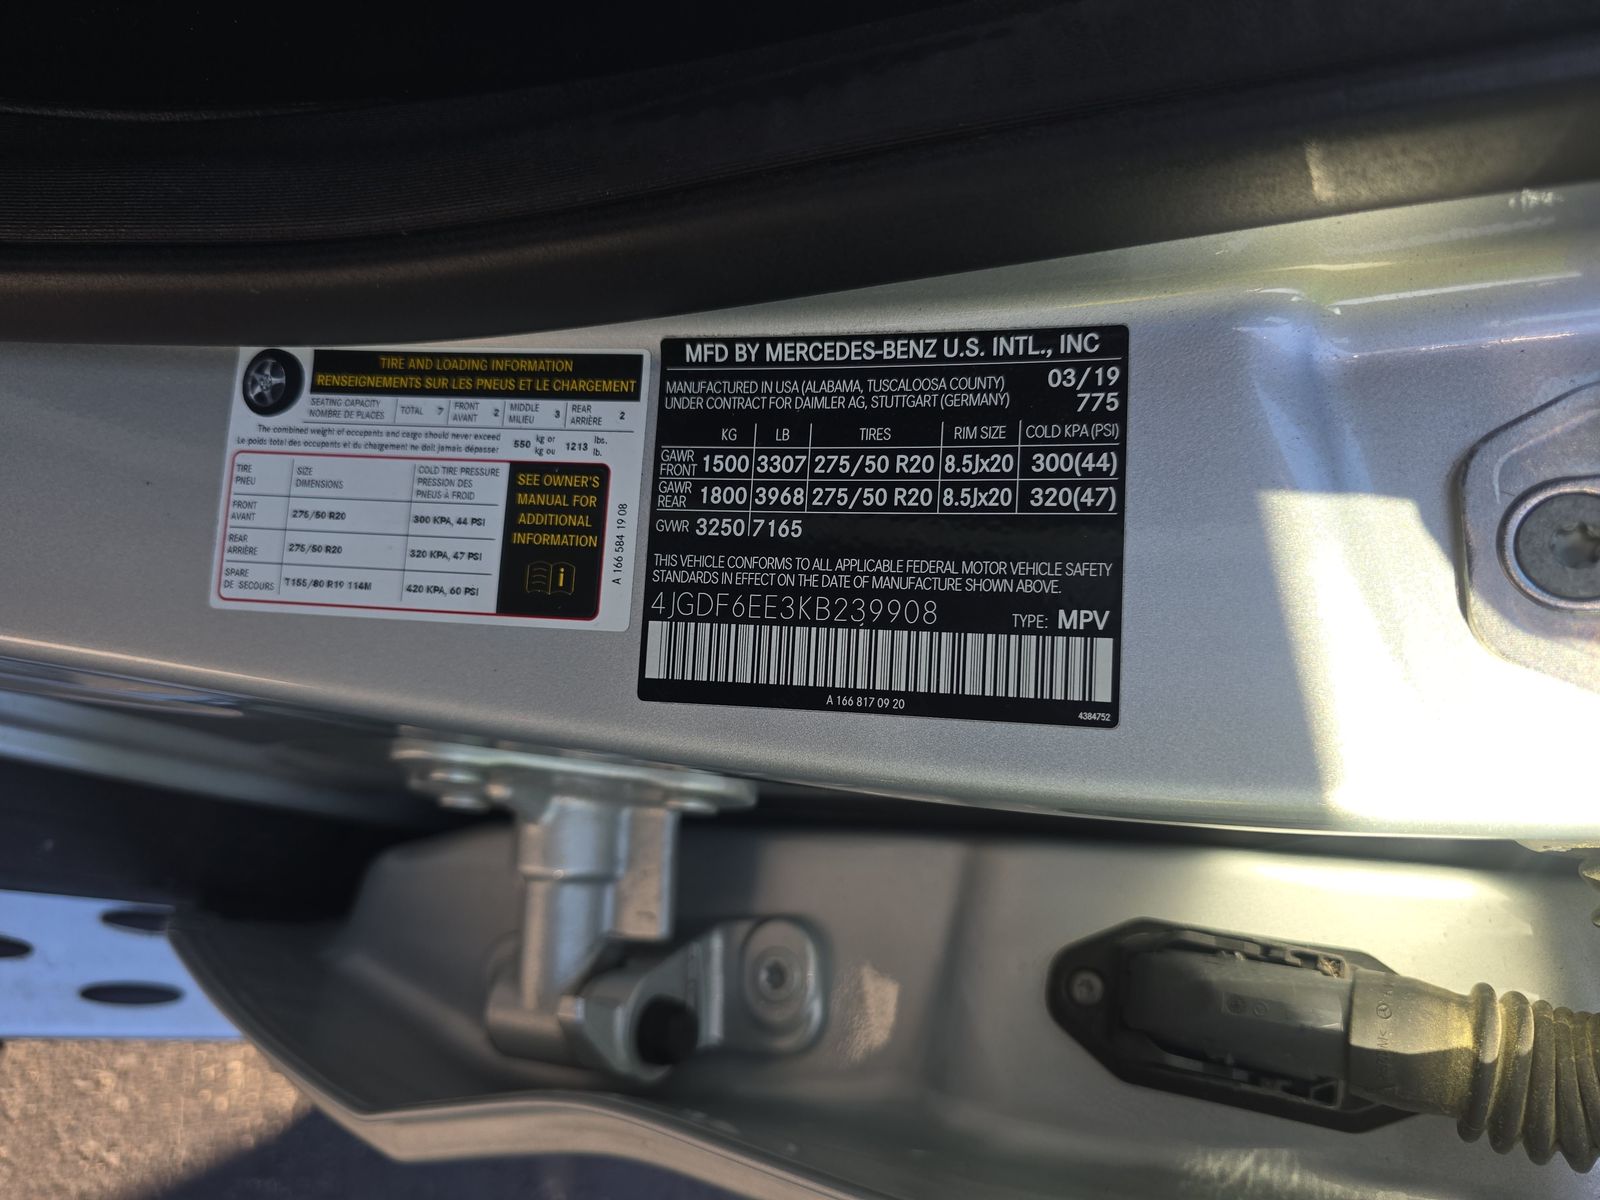 TIRE AND LOADING INFORMATION
RENSEIGNEMENTS SUR LES PNEUS ET LE CHARGEMENT
SEATING CAPACITY
NOMBRE DE PLACES
TOTAL 7
FRONT
AVANT 2
MIDDLE
MILIEU 3
REAR
ARRIÈRE 2
The combined weight of occupants and cargo should never exceed
Le poids total des occupants et du chargement ne doit jamais dépasser
550 kg or
kg ou
1213 lbs.
lb.
TIRE
PNEU
SIZE
DIMENSIONS
COLD TIRE PRESSURE
PRESSION DES
PNEUS À FROID
FRONT
AVANT
275/50 R20
300 KPA, 44 PSI
REAR
ARRIÈRE
275/50 R20
320 KPA, 47 PSI
SPARE
DE SECOURS
T155/80 R19 114M
420 KPA, 60 PSI
SEE OWNER'S
MANUAL FOR
ADDITIONAL
INFORMATION
i
A 166 584 19 08
MFD BY MERCEDES-BENZ U.S. INTL., INC
MANUFACTURED IN USA (ALABAMA, TUSCALOOSA COUNTY) 03/19
UNDER CONTRACT FOR DAIMLER AG, STUTTGART (GERMANY) 775
KG LB TIRES RIM SIZE COLD KPA (PSI)
GAWR
FRONT 1500 3307 275/50 R20 8.5Jx20 300(44)
GAWR
REAR 1800 3968 275/50 R20 8.5Jx20 320(47)
GVWR 3250 7165
THIS VEHICLE CONFORMS TO ALL APPLICABLE FEDERAL MOTOR VEHICLE SAFETY
STANDARDS IN EFFECT ON THE DATE OF MANUFACTURE SHOWN ABOVE.
4JGDF6EE3KB239908 TYPE: MPV
A 166 817 09 20
4384752